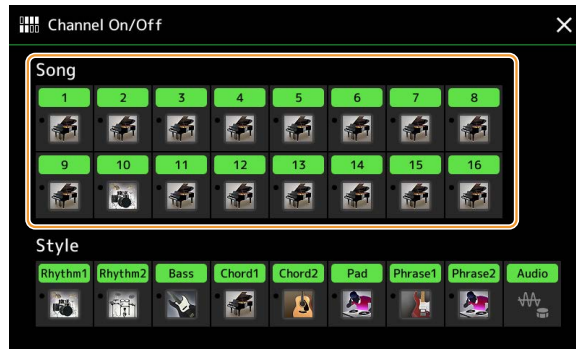 Channel On/Off
Song
1 2 3 4 5 6 7 8
9 10 11 12 13 14 15 16
Style
Rhythm1 Rhythm2 Bass Chord1 Chord2 Pad Phrase1 Phrase2 Audio